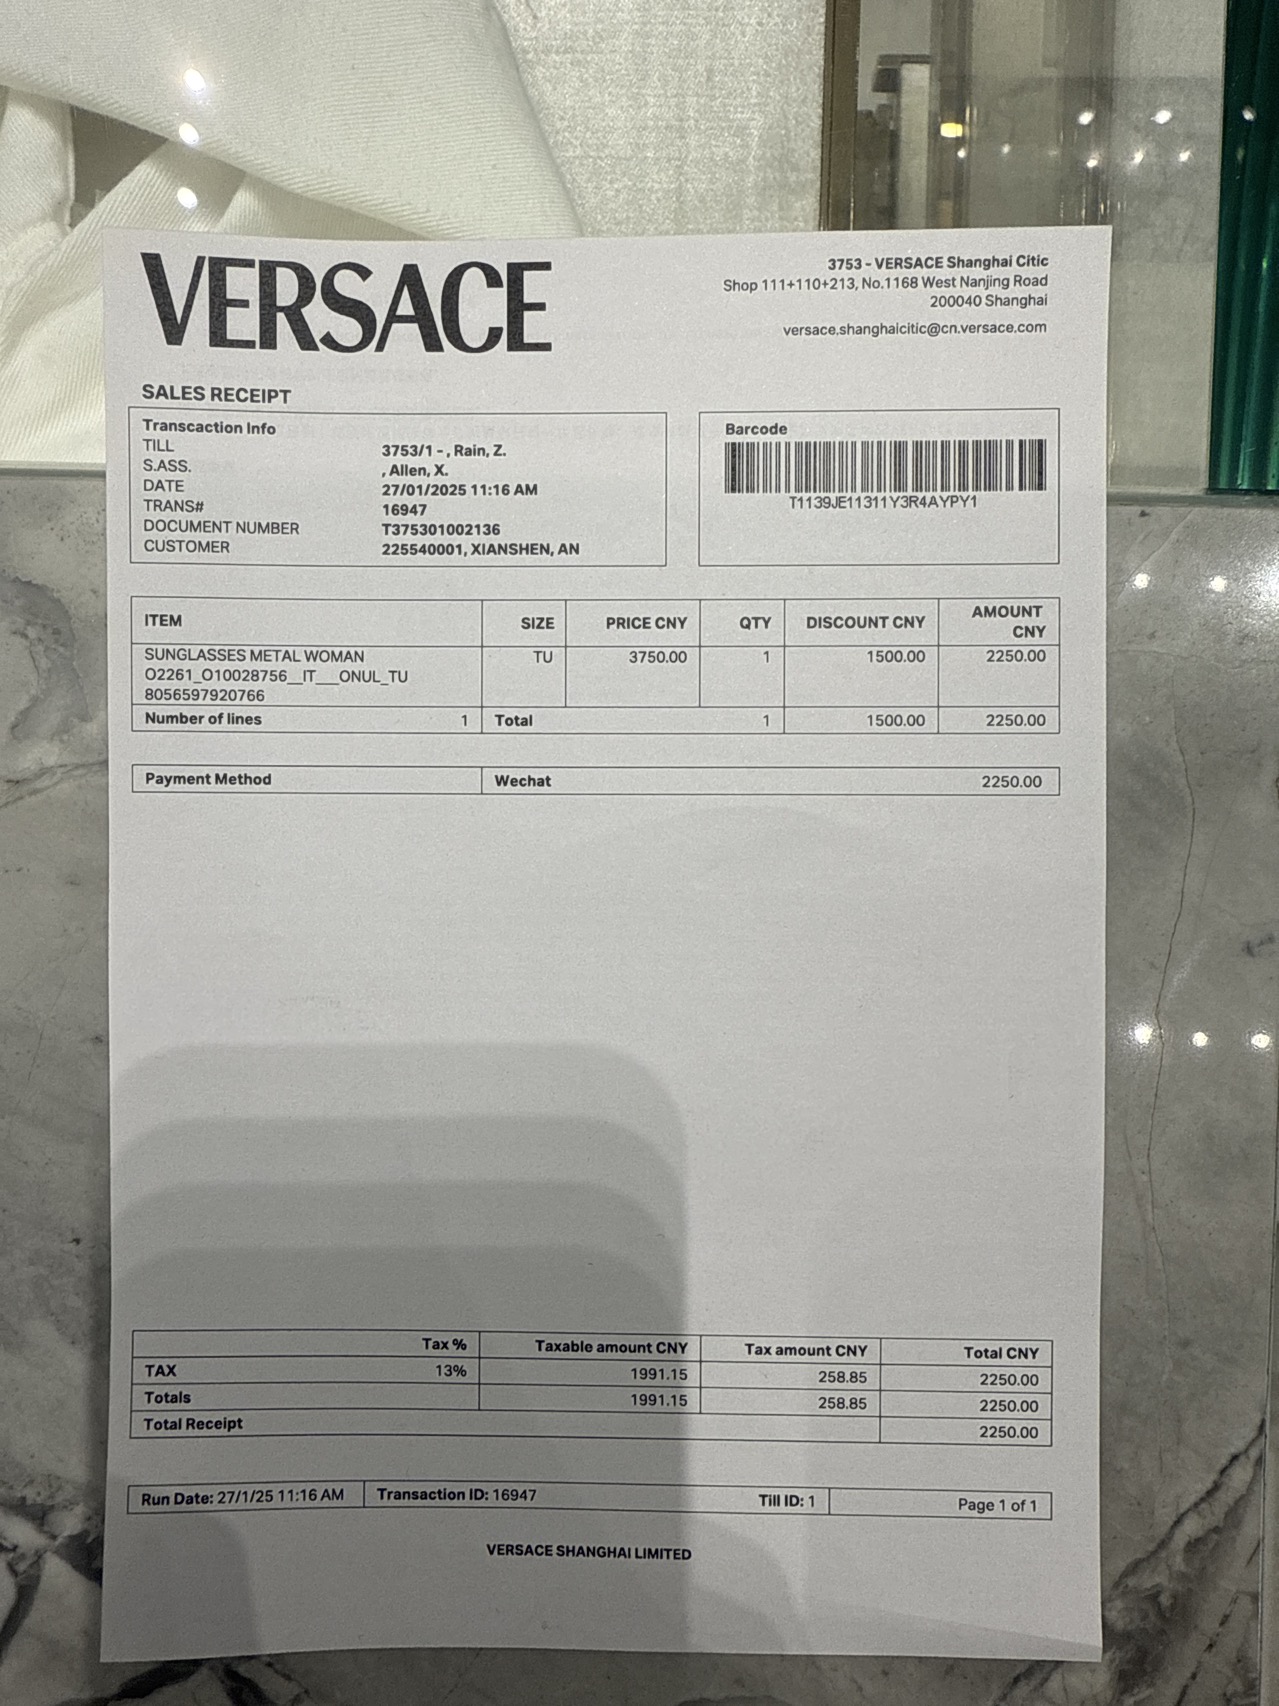 VERSACE
3753 - VERSACE Shanghai Citic
Shop 111+110+213, No.1168 West Nanjing Road
200040 Shanghai
versace.shanghaicitic@cn.versace.com
SALES RECEIPT
Transcaction Info
TILL 3753/1 - , Rain, Z.
S.ASS. , Allen, X.
DATE 27/01/2025 11:16 AM
TRANS# 16947
DOCUMENT NUMBER T375301002136
CUSTOMER 225540001, XIANSHEN, AN
Barcode
T1139JE11311Y3R4AYPY1
ITEM SIZE PRICE CNY QTY DISCOUNT CNY AMOUNT CNY
SUNGLASSES METAL WOMAN TU 3750.00 1 1500.00 2250.00
O2261_O10028756__IT___ONUL_TU
8056597920766
Number of lines 1 Total 1 1500.00 2250.00
Payment Method Wechat 2250.00
Tax % Taxable amount CNY Tax amount CNY Total CNY
TAX 13% 1991.15 258.85 2250.00
Totals 1991.15 258.85 2250.00
Total Receipt 2250.00
Run Date: 27/1/25 11:16 AM Transaction ID: 16947 Till ID: 1 Page 1 of 1
VERSACE SHANGHAI LIMITED